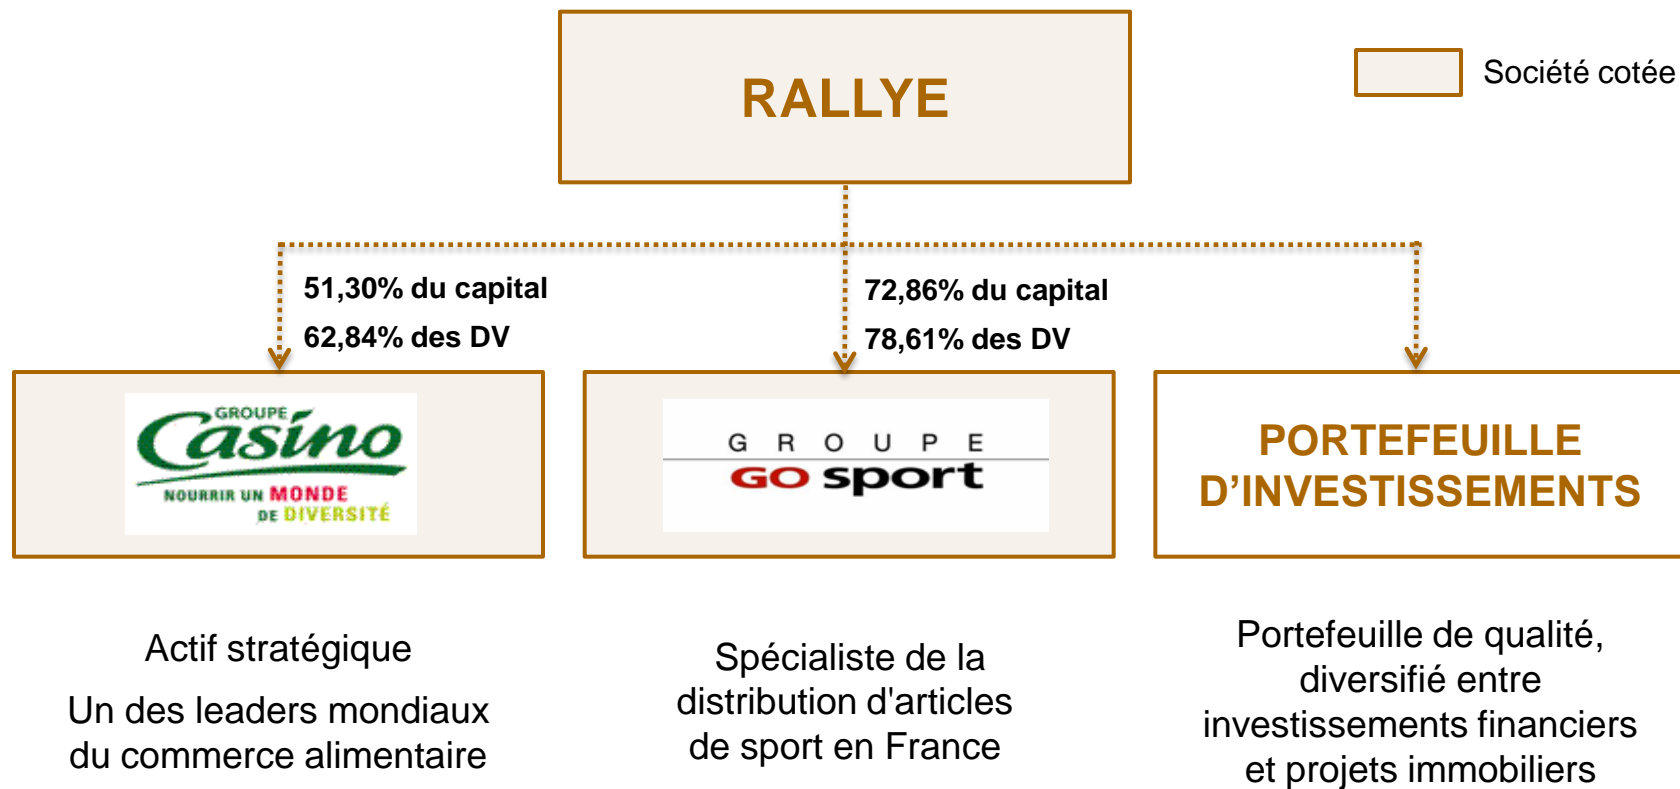 RALLYE
Société cotée
51,30% du capital
62,84% des DV
72,86% du capital
78,61% des DV
GROUPE
Casino
NOURRIR UN MONDE
DE DIVERSITÉ
GROUPE
GO sport
PORTEFEUILLE
D’INVESTISSEMENTS
Actif stratégique
Un des leaders mondiaux
du commerce alimentaire
Spécialiste de la
distribution d'articles
de sport en France
Portefeuille de qualité,
diversifié entre
investissements financiers
et projets immobiliers